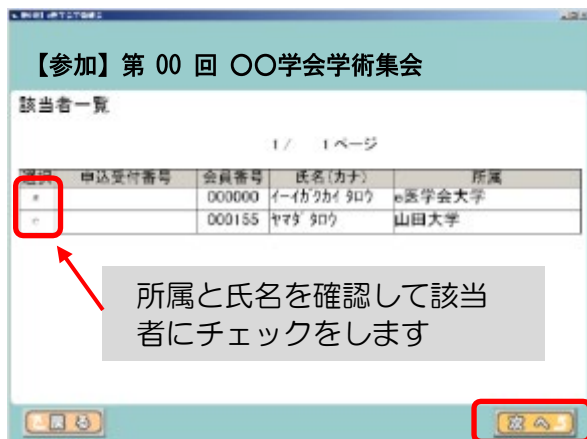 【参加】第 00 回 〇〇学会学術集会
該当者一覧
1/ 1ページ
選択 申込受付番号 会員番号 氏名(カナ) 所属
000000 イーイガクカイ タロウ e医学会大学
000155 ヤマダ タロウ 山田大学
所属と氏名を確認して該当
者にチェックをします
戻る
次へ